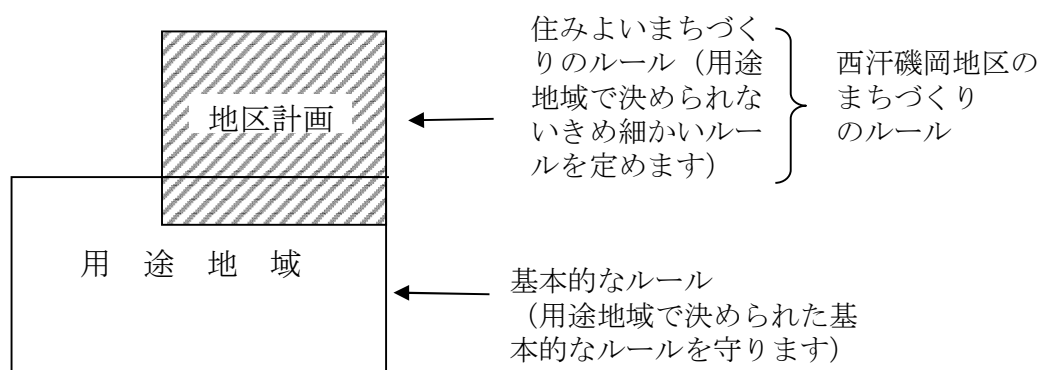 住みよいまちづく
りのルール（用途
地域で決められな
いきめ細かいルー
ルを定めます）
西汗磯岡地区の
まちづくり
のルール
地区計画
用 途 地 域
基本的なルール
（用途地域で決められた基
本的なルールを守ります）